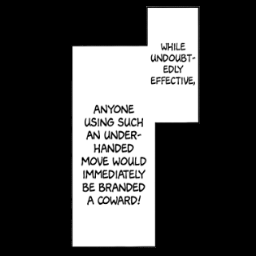 WHILE
UNDOUBT-
EDLY
EFFECTIVE,
ANYONE
USING SUCH
AN UNDER-
HANDED
MOVE WOULD
IMMEDIATELY
BE BRANDED
A COWARD!